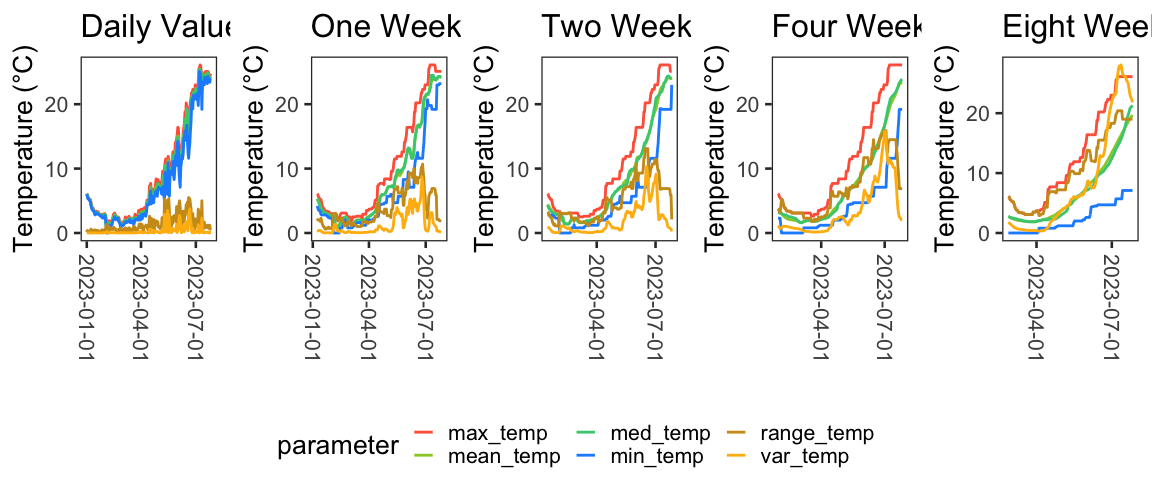 Daily Value
One Week
Two Week
Four Week
Eight Week
Temperature (°C)
20
10
0
2023-01-01
2023-04-01
2023-07-01
Temperature (°C)
20
10
0
2023-01-01
2023-04-01
2023-07-01
Temperature (°C)
20
10
0
2023-04-01
2023-07-01
Temperature (°C)
20
10
0
2023-04-01
2023-07-01
Temperature (°C)
20
10
0
2023-04-01
2023-07-01
parameter
max_temp
mean_temp
med_temp
min_temp
range_temp
var_temp